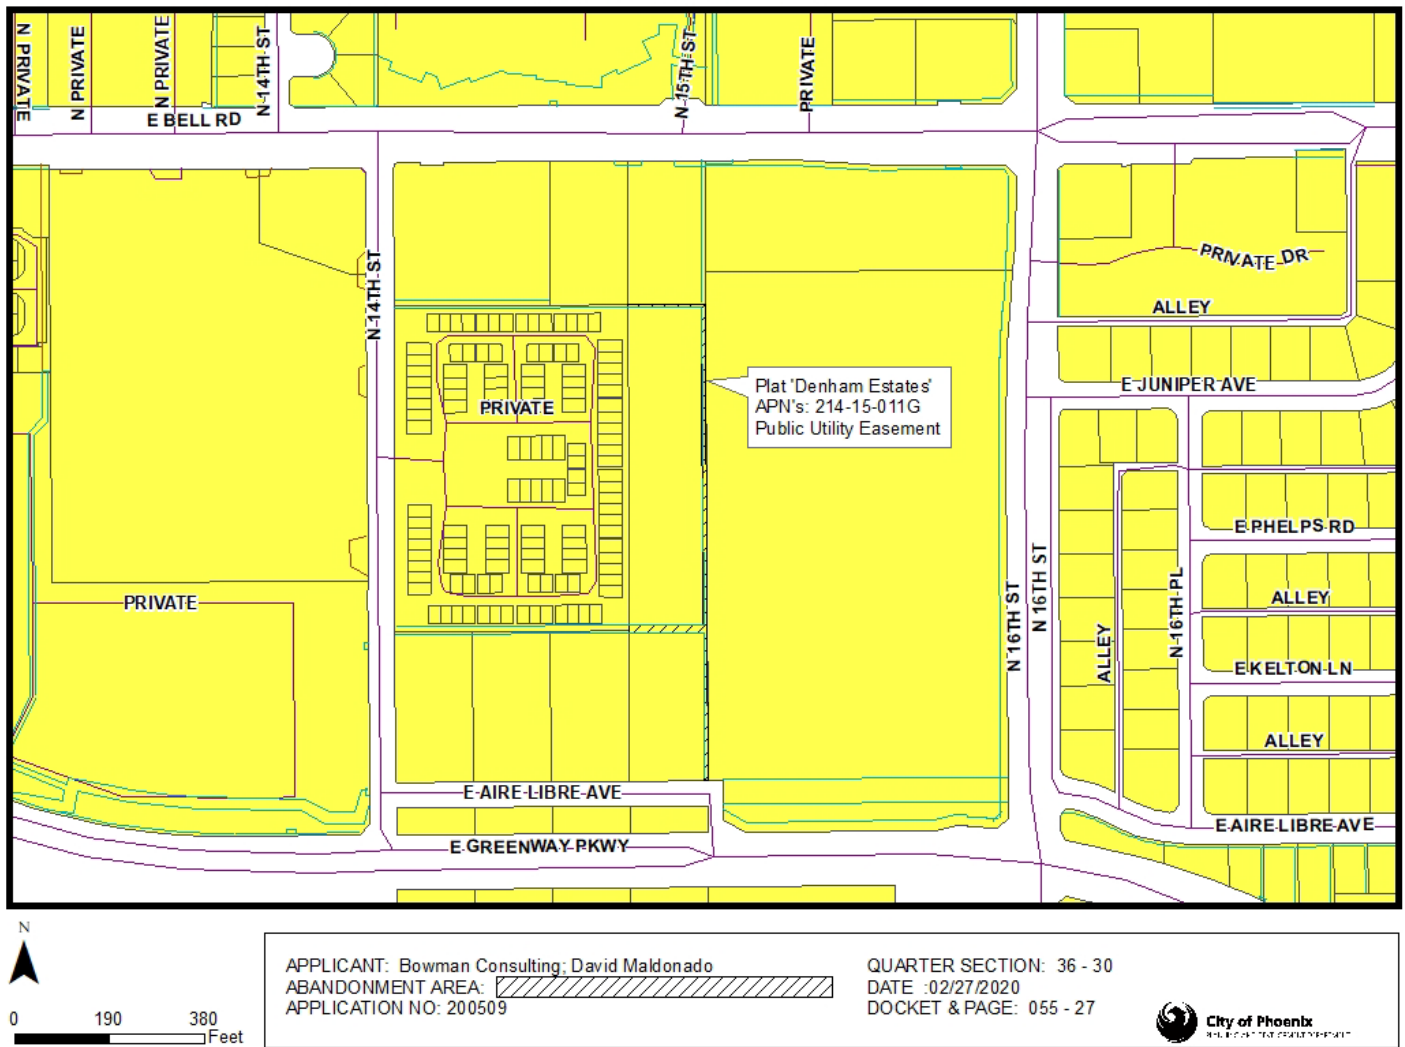 N PRIVATE
N PRIVATE
N PRIVATE
N 14TH ST
N 15TH ST
PRIVATE
E BELL RD
N 14TH ST
PRIVATE DR
ALLEY
E JUNIPER AVE
Plat 'Denham Estates'
APN's: 214-15-011G
Public Utility Easement
PRIVATE
E PHELPS RD
PRIVATE
N 16TH ST
N 16TH ST
ALLEY
N 16TH PL
ALLEY
E KELTON LN
ALLEY
E AIRE LIBRE AVE
E AIRE LIBRE AVE
E GREENWAY PKWY
N
0 190 380
Feet
APPLICANT: Bowman Consulting; David Maldonado
ABANDONMENT AREA:
APPLICATION NO: 200509
QUARTER SECTION: 36 - 30
DATE :02/27/2020
DOCKET & PAGE: 055 - 27
City of Phoenix